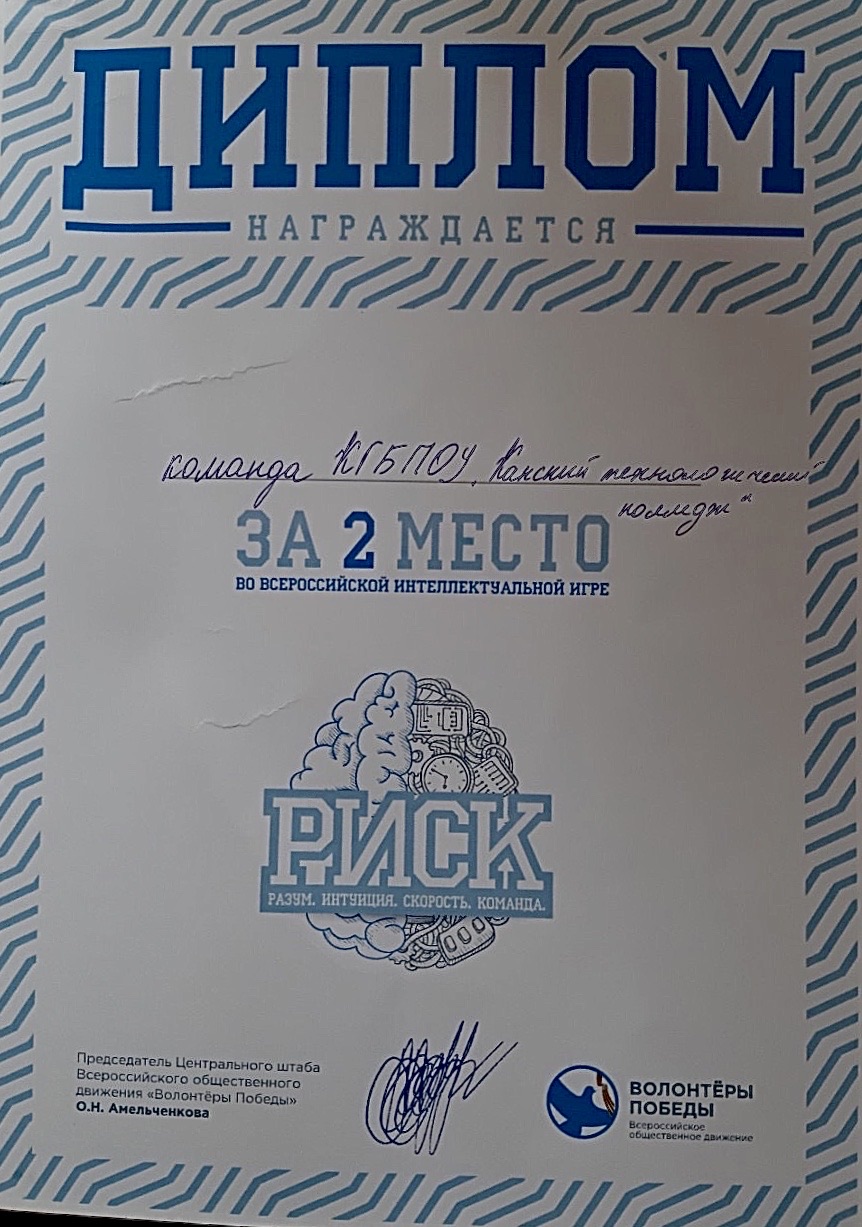 ДИПЛОМ
НАГРАЖДАЕТСЯ
команда КГБПОУ „Канский технологический
колледж“
ЗА 2 МЕСТО
ВО ВСЕРОССИЙСКОЙ ИНТЕЛЛЕКТУАЛЬНОЙ ИГРЕ
РИСК
РАЗУМ. ИНТУИЦИЯ. СКОРОСТЬ. КОМАНДА.
Председатель Центрального штаба
Всероссийского общественного
движения «Волонтёры Победы»
О.Н. Амельченкова
ВОЛОНТЁРЫ
ПОБЕДЫ
Всероссийское
общественное движение